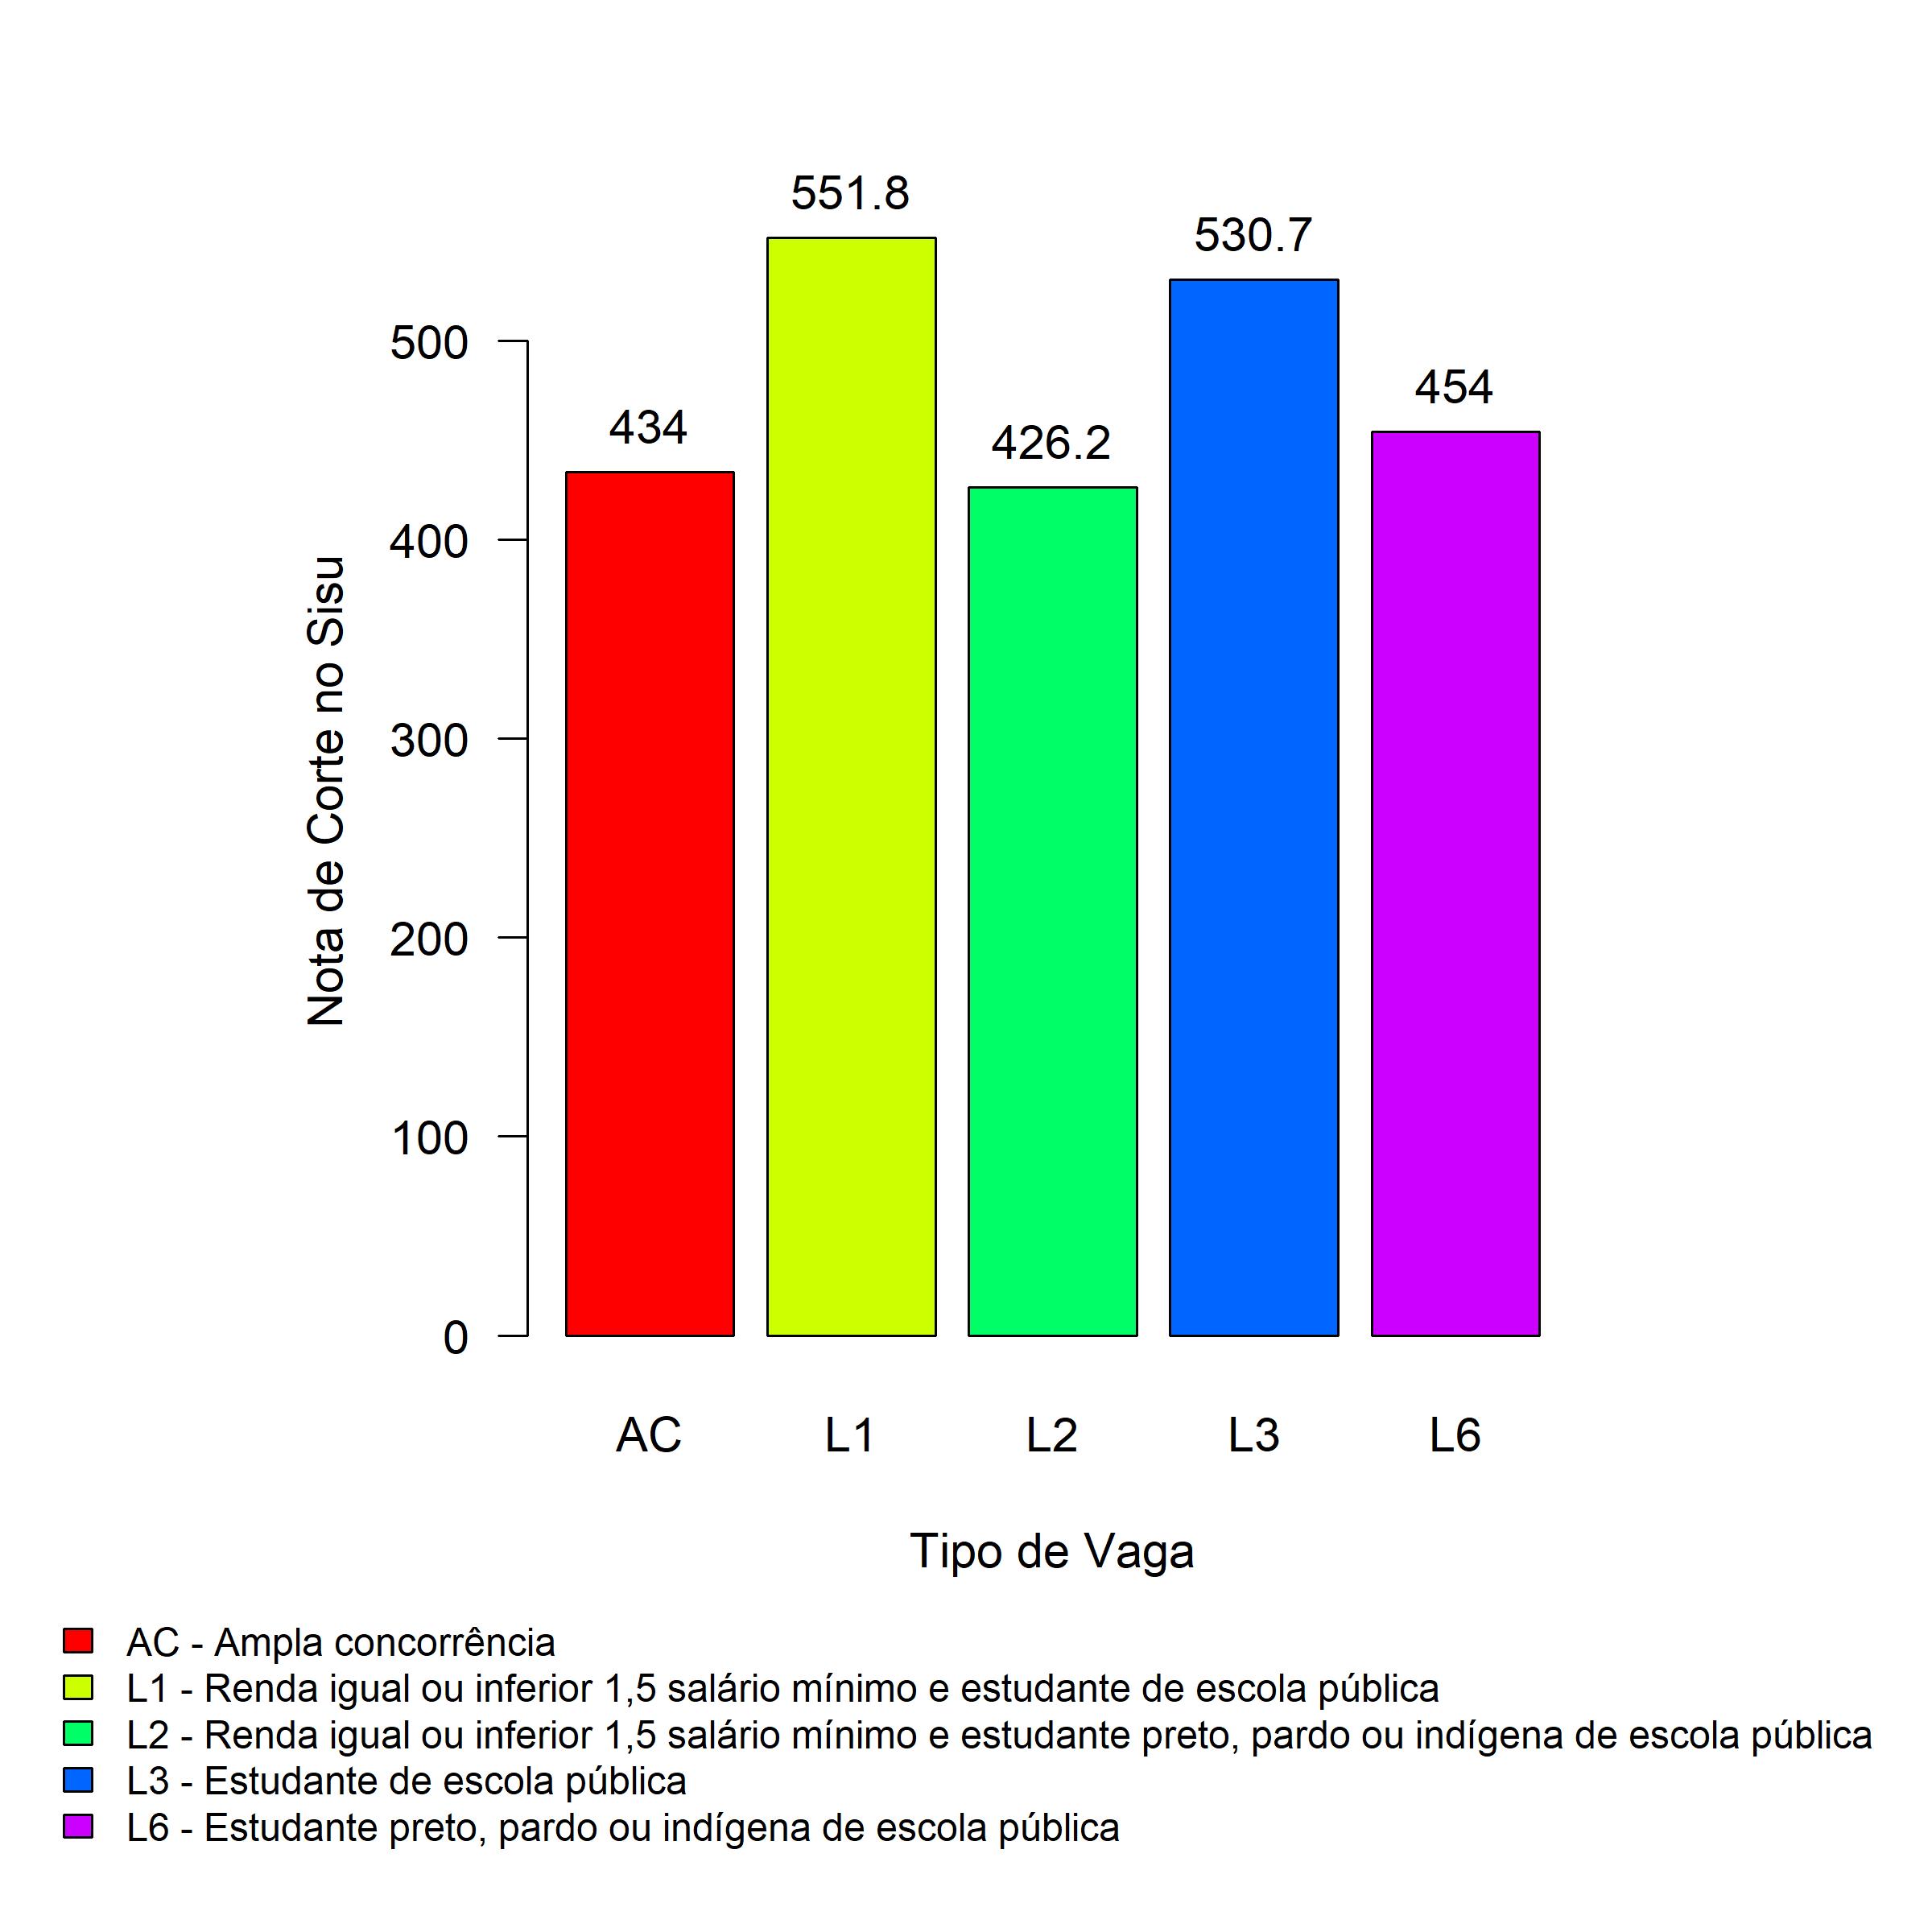 551.8
530.7
500
454
434
426.2
400
300
200
100
0
Nota de Corte no Sisu
AC L1 L2 L3 L6
Tipo de Vaga
AC - Ampla concorrência
L1 - Renda igual ou inferior 1,5 salário mínimo e estudante de escola pública
L2 - Renda igual ou inferior 1,5 salário mínimo e estudante preto, pardo ou indígena de escola pública
L3 - Estudante de escola pública
L6 - Estudante preto, pardo ou indígena de escola pública